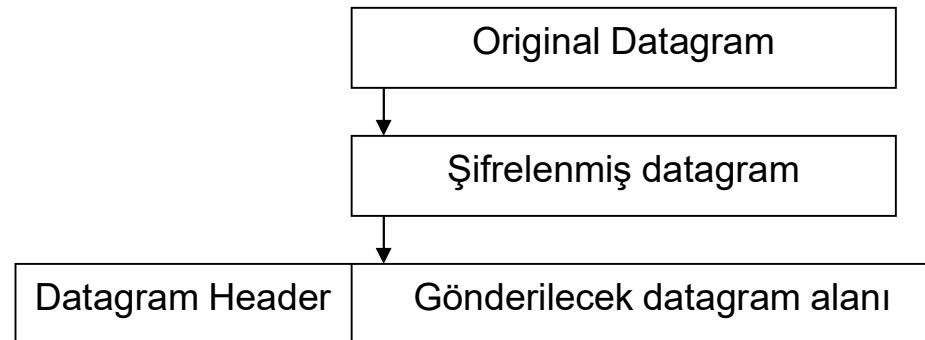 Original Datagram
Şifrelenmiş datagram
Datagram Header Gönderilecek datagram alanı